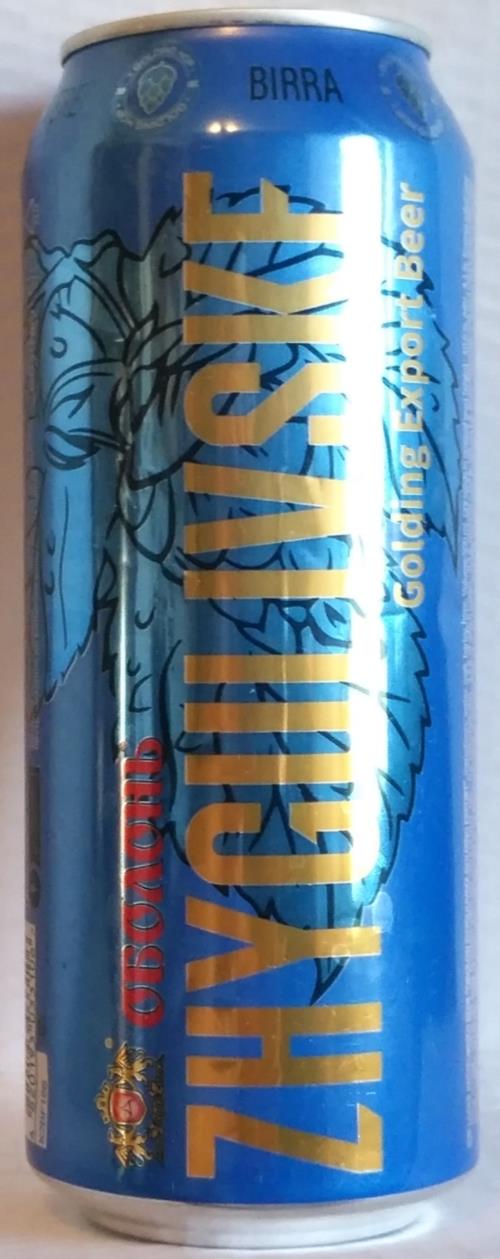 BIRRA
ОБОЛОНЬ
ZHYGULIVSKE
Golding Export Beer